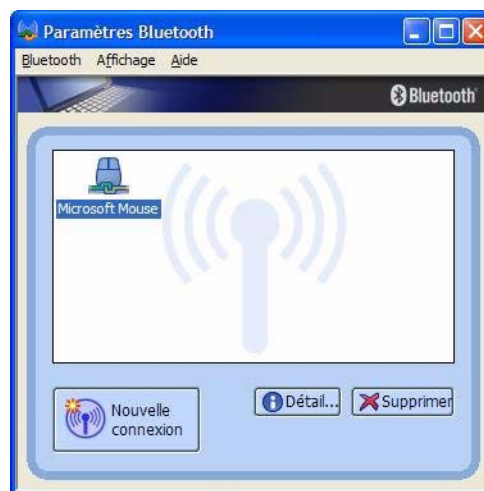 Paramètres Bluetooth
Bluetooth Affichage Aide
Bluetooth
Microsoft Mouse
Nouvelle
connexion
Détail...
Supprimer